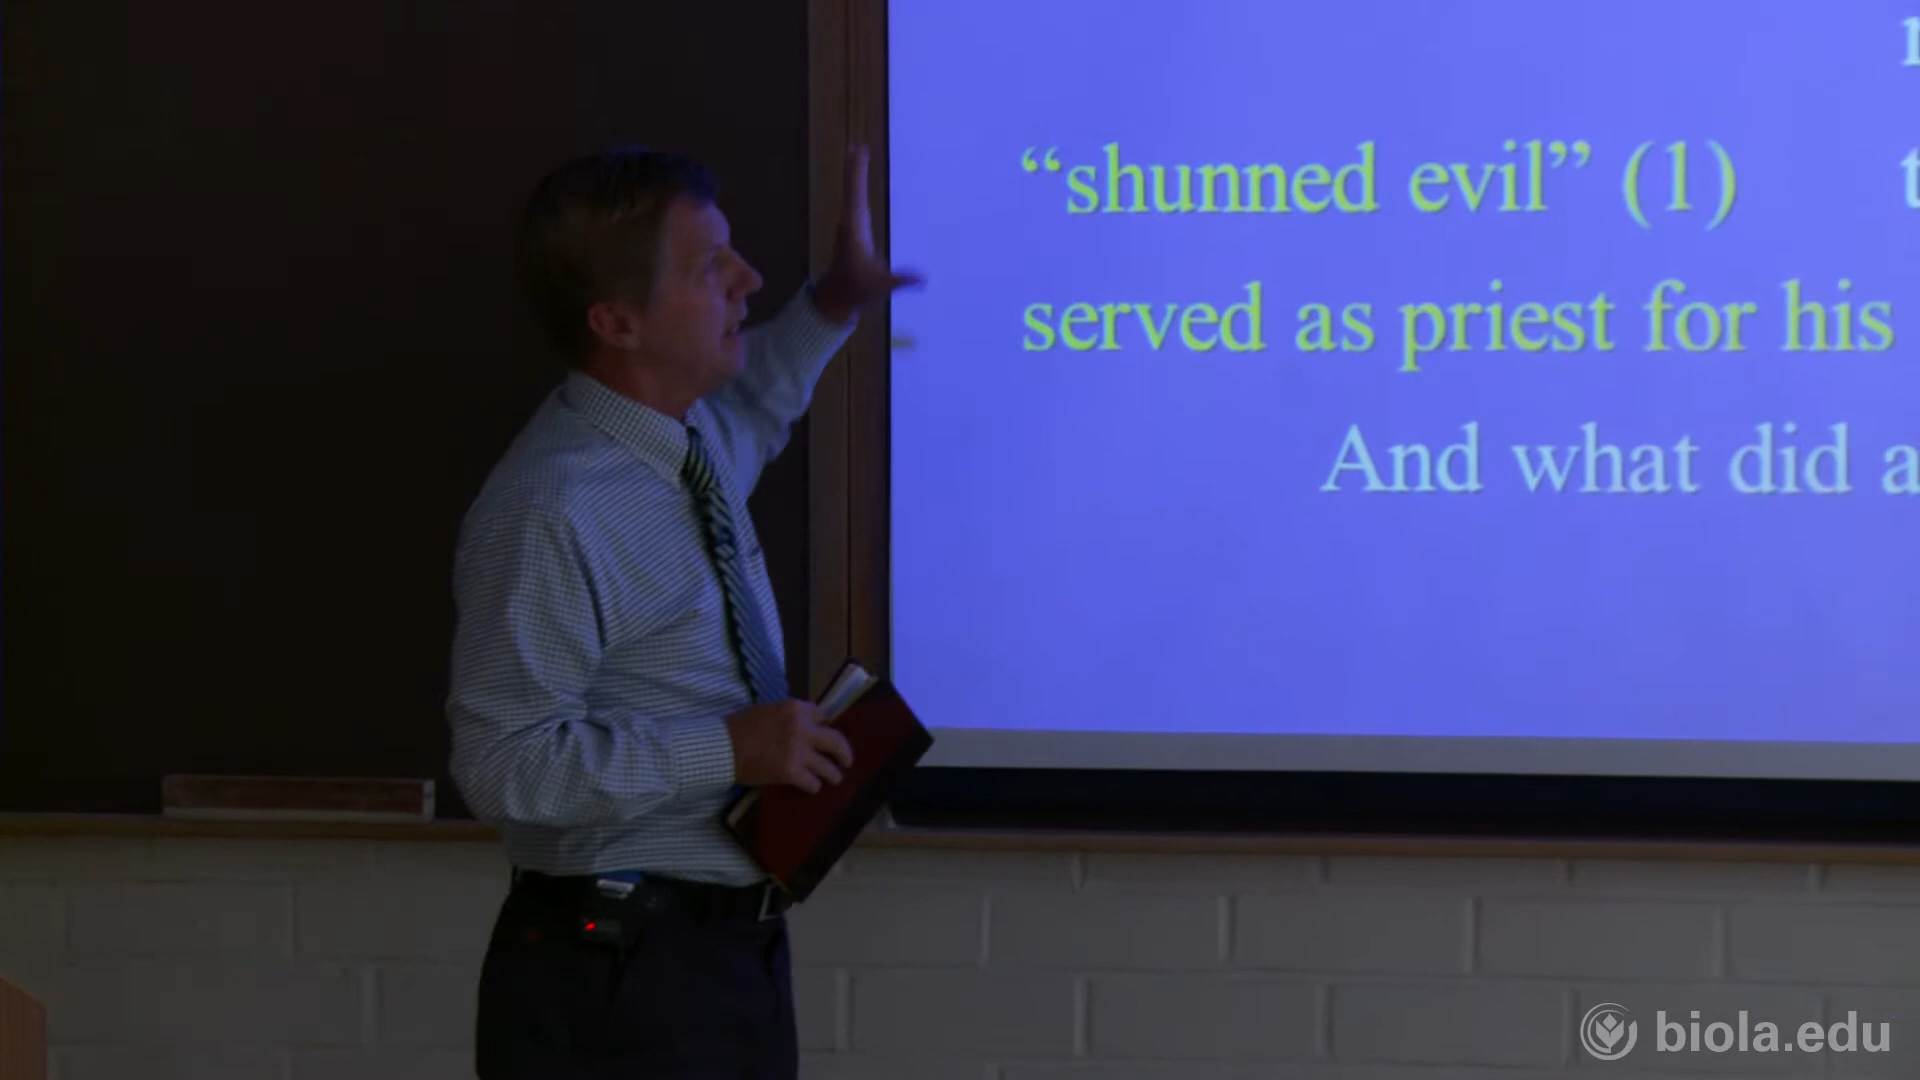 “shunned evil” (1)
served as priest for his
And what did a
biola.edu